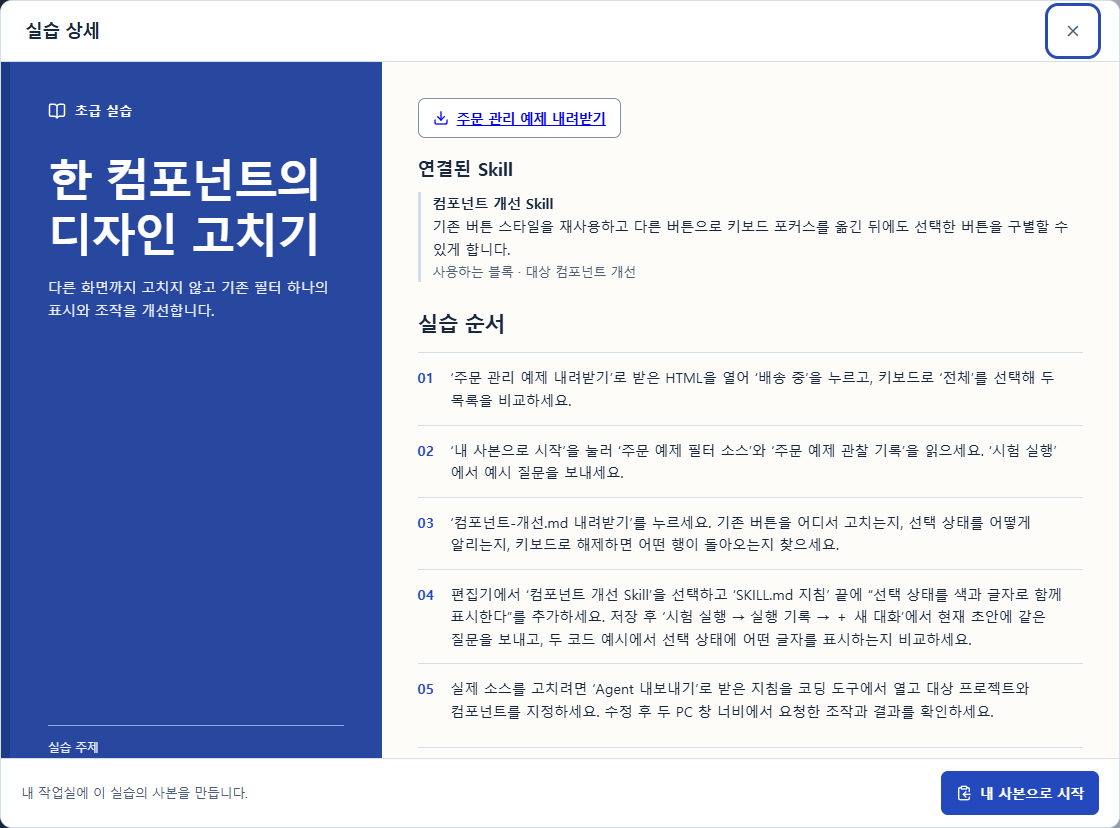 실습 상세
초급 실습
한 컴포넌트의
디자인 고치기
다른 화면까지 고치지 않고 기존 필터 하나의
표시와 조작을 개선합니다.
실습 주제
주문 관리 예제 내려받기
연결된 Skill
컴포넌트 개선 Skill
기존 버튼 스타일을 재사용하고 다른 버튼으로 키보드 포커스를 옮긴 뒤에도 선택한 버튼을 구별할 수
있게 합니다.
사용하는 블록 · 대상 컴포넌트 개선
실습 순서
01 ‘주문 관리 예제 내려받기’로 받은 HTML을 열어 ‘배송 중’을 누르고, 키보드로 ‘전체’를 선택해 두
목록을 비교하세요.
02 ‘내 사본으로 시작’을 눌러 ‘주문 예제 필터 소스’와 ‘주문 예제 관찰 기록’을 읽으세요. ‘시험 실행’
에서 예시 질문을 보내세요.
03 ‘컴포넌트-개선.md 내려받기’를 누르세요. 기존 버튼을 어디서 고치는지, 선택 상태를 어떻게
알리는지, 키보드로 해제하면 어떤 행이 돌아오는지 찾으세요.
04 편집기에서 ‘컴포넌트 개선 Skill’을 선택하고 ‘SKILL.md 지침’ 끝에 “선택 상태를 색과 글자로 함께
표시한다”를 추가하세요. 저장 후 ‘시험 실행 → 실행 기록 → + 새 대화’에서 현재 초안에 같은
질문을 보내고, 두 코드 예시에서 선택 상태에 어떤 글자를 표시하는지 비교하세요.
05 실제 소스를 고치려면 ‘Agent 내보내기’로 받은 지침을 코딩 도구에서 열고 대상 프로젝트와
컴포넌트를 지정하세요. 수정 후 두 PC 창 너비에서 요청한 조작과 결과를 확인하세요.
내 작업실에 이 실습의 사본을 만듭니다.
내 사본으로 시작